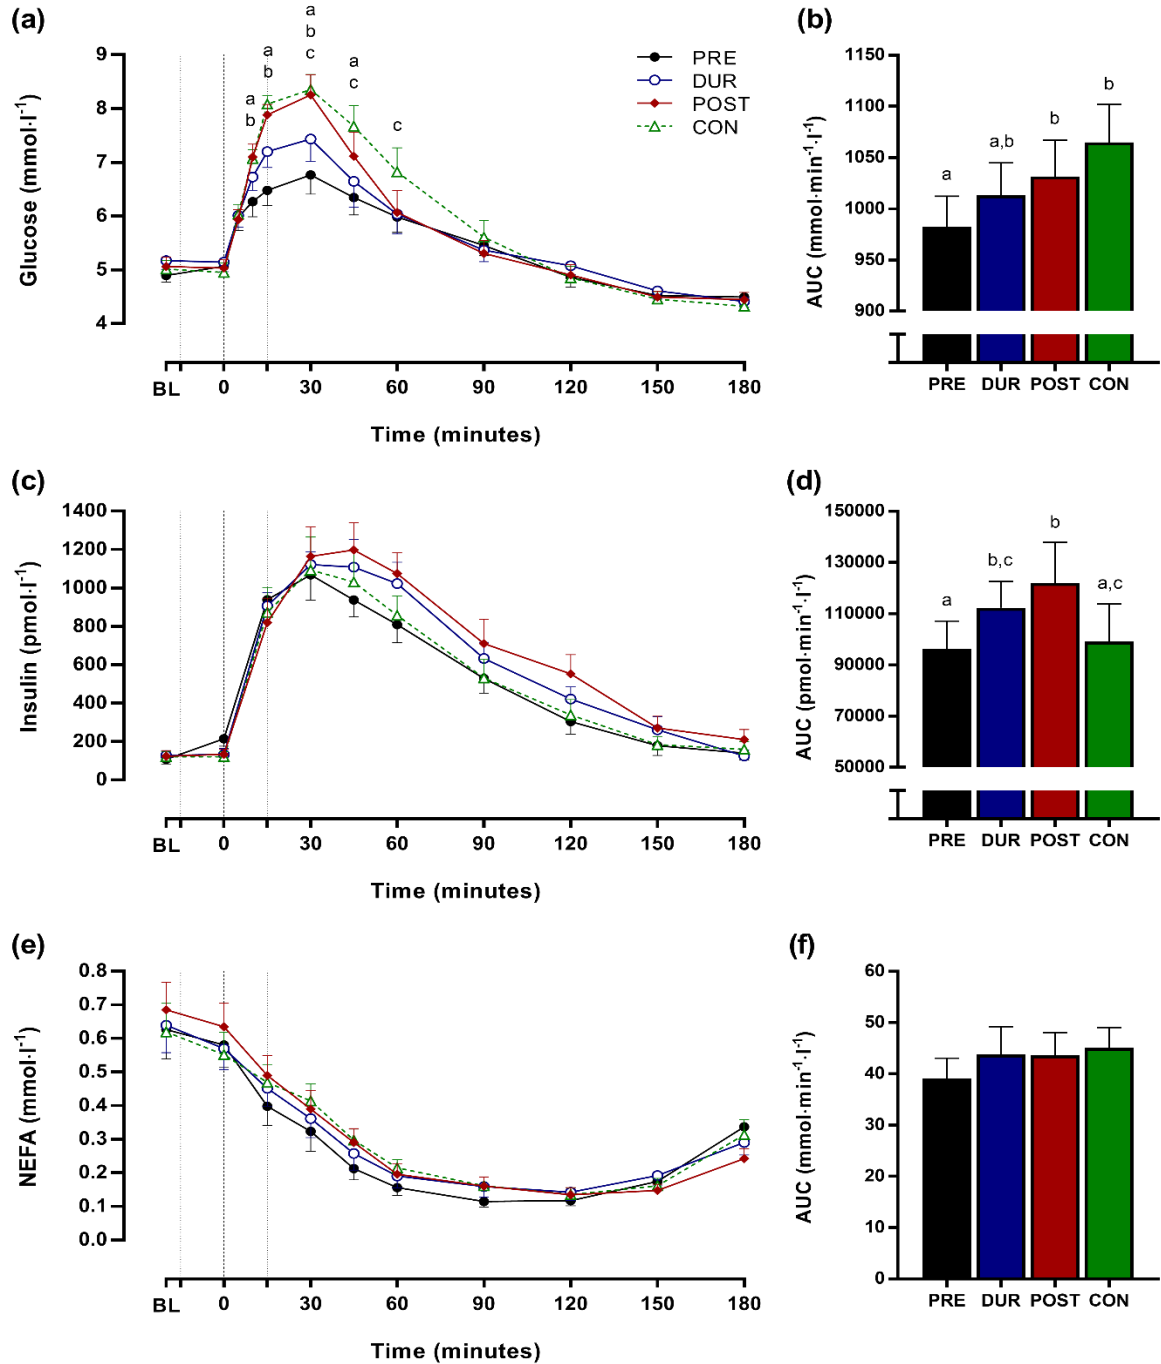 (a)
Glucose (mmol·l⁻¹)
9
8
7
6
5
4
a
b
a
b
a
b
c
a
c
c
PRE
DUR
POST
CON
BL
0
30
60
90
120
150
180
Time (minutes)
(b)
AUC (mmol·min⁻¹·l⁻¹)
1150
1100
1050
1000
950
900
a
a,b
b
b
PRE
DUR
POST
CON
(c)
Insulin (pmol·l⁻¹)
1400
1200
1000
800
600
400
200
0
BL
0
30
60
90
120
150
180
Time (minutes)
(d)
AUC (pmol·min⁻¹·l⁻¹)
150000
130000
110000
90000
70000
50000
a
b,c
b
a,c
PRE
DUR
POST
CON
(e)
NEFA (mmol·l⁻¹)
0.8
0.7
0.6
0.5
0.4
0.3
0.2
0.1
0.0
BL
0
30
60
90
120
150
180
Time (minutes)
(f)
AUC (mmol·min⁻¹·l⁻¹)
60
50
40
30
20
10
0
PRE
DUR
POST
CON